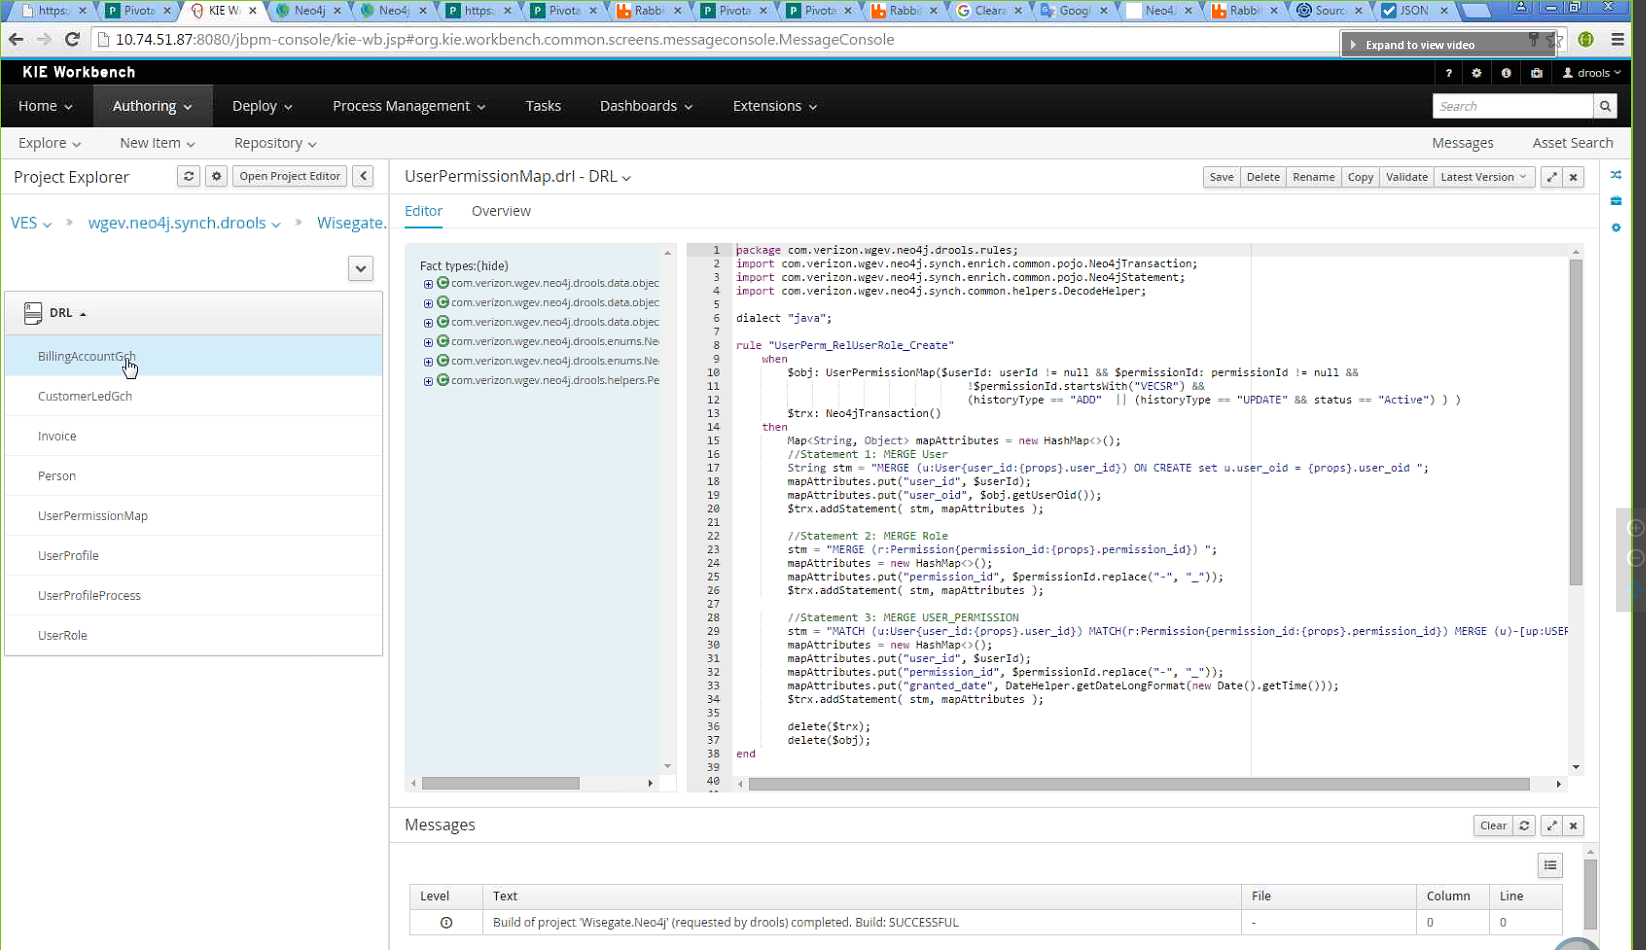 https:
Pivota
KIE W
Neo4j
Neo4j
https:
Pivota
Rabbi
Pivota
Pivota
Rabbit
Cleara
Googl
Neo4.
Rabbit
Sourc
JSON
10.74.51.87:8080/jbpm-console/kie-wb.jsp#org.kie.workbench.common.screens.messageconsole.MessageConsole
Expand to view video
KIE Workbench
? drools
Home Authoring Deploy Process Management Tasks Dashboards Extensions Search
Explore New Item Repository Messages Asset Search
Project Explorer Open Project Editor
VES » wgev.neo4j.synch.drools » Wisegate.
DRL
BillingAccountGch
CustomerLedGch
Invoice
Person
UserPermissionMap
UserProfile
UserProfileProcess
UserRole
UserPermissionMap.drl - DRL
Save Delete Rename Copy Validate Latest Version
Editor Overview
Fact types:(hide)
com.verizon.wgev.neo4j.drools.data.objec
com.verizon.wgev.neo4j.drools.data.objec
com.verizon.wgev.neo4j.drools.data.objec
com.verizon.wgev.neo4j.drools.enums.Ne
com.verizon.wgev.neo4j.drools.enums.Ne
com.verizon.wgev.neo4j.drools.helpers.Pe
1 package com.verizon.wgev.neo4j.drools.rules;
2 import com.verizon.wgev.neo4j.synch.enrich.common.pojo.Neo4jTransaction;
3 import com.verizon.wgev.neo4j.synch.enrich.common.pojo.Neo4jStatement;
4 import com.verizon.wgev.neo4j.synch.common.helpers.DecodeHelper;
5
6 dialect "java";
7
8 rule "UserPerm_RelUserRole_Create"
9 when
10 $obj: UserPermissionMap($userId: userId != null && $permissionId: permissionId != null &&
11 !$permissionId.startsWith("VECSR") &&
12 (historyType == "ADD" || (historyType == "UPDATE" && status == "Active") ) )
13 $trx: Neo4jTransaction()
14 then
15 Map<String, Object> mapAttributes = new HashMap<>();
16 //Statement 1: MERGE User
17 String stm = "MERGE (u:User{user_id:{props}.user_id}) ON CREATE set u.user_oid = {props}.user_oid ";
18 mapAttributes.put("user_id", $userId);
19 mapAttributes.put("user_oid", $obj.getUserOid());
20 $trx.addStatement( stm, mapAttributes );
21
22 //Statement 2: MERGE Role
23 stm = "MERGE (r:Permission{permission_id:{props}.permission_id}) ";
24 mapAttributes = new HashMap<>();
25 mapAttributes.put("permission_id", $permissionId.replace("-", "_"));
26 $trx.addStatement( stm, mapAttributes );
27
28 //Statement 3: MERGE USER_PERMISSION
29 stm = "MATCH (u:User{user_id:{props}.user_id}) MATCH(r:Permission{permission_id:{props}.permission_id}) MERGE (u)-[up:USER
30 mapAttributes = new HashMap<>();
31 mapAttributes.put("user_id", $userId);
32 mapAttributes.put("permission_id", $permissionId.replace("-", "_"));
33 mapAttributes.put("granted_date", DateHelper.getDateLongFormat(new Date().getTime()));
34 $trx.addStatement( stm, mapAttributes );
35
36 delete($trx);
37 delete($obj);
38 end
39
40
Messages
Clear
Level Text File Column Line
Build of project 'Wisegate.Neo4j' (requested by drools) completed. Build: SUCCESSFUL - 0 0